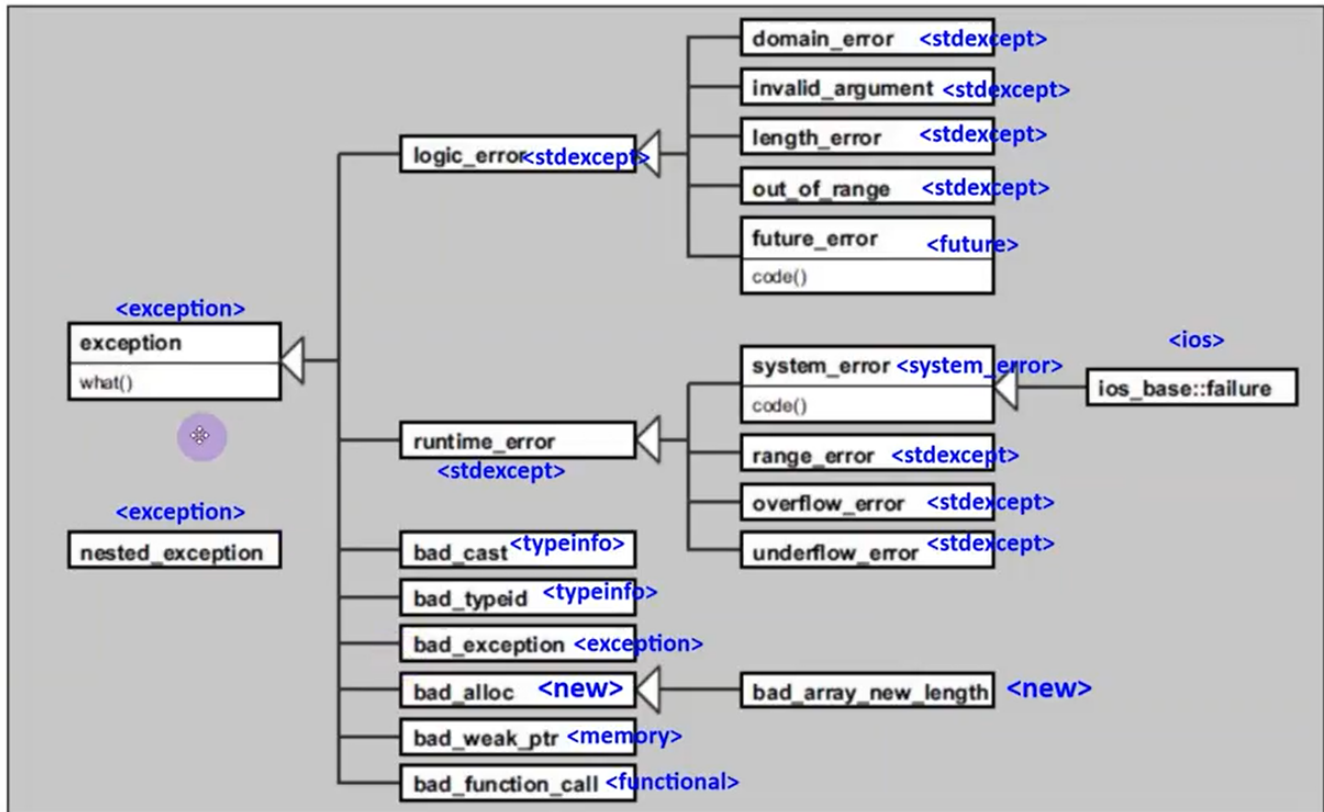 domain_error <stdexcept>
invalid_argument <stdexcept>
length_error <stdexcept>
logic_error <stdexcept>
out_of_range <stdexcept>
future_error <future>
code()
<exception>
exception
what()
<ios>
system_error <system_error>
ios_base::failure
code()
runtime_error
<stdexcept>
range_error <stdexcept>
overflow_error <stdexcept>
<exception>
nested_exception
bad_cast <typeinfo>
underflow_error <stdexcept>
bad_typeid <typeinfo>
bad_exception <exception>
bad_alloc <new>
bad_array_new_length <new>
bad_weak_ptr <memory>
bad_function_call <functional>